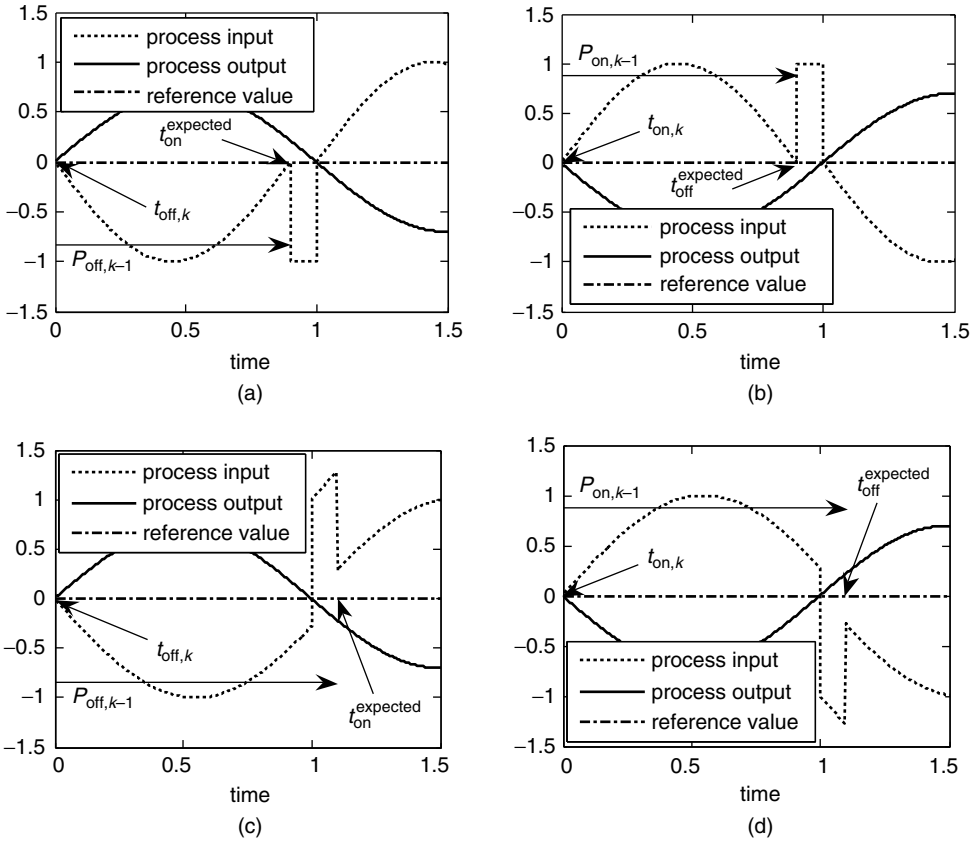 1.5
process input
process output
reference value
1
0.5
0
−0.5
−1
−1.5
t_on^expected
t_off,k
P_off,k−1
0
0.5
1
1.5
time
(a)
1.5
P_on,k−1
1
0.5
t_on,k
0
t_off^expected
−0.5
process input
process output
−1
reference value
−1.5
0
0.5
1
1.5
time
(b)
1.5
process input
process output
reference value
1
0.5
0
−0.5
−1
−1.5
t_off,k
P_off,k−1
t_on^expected
0
0.5
1
1.5
time
(c)
1.5
P_on,k−1
t_off^expected
1
0.5
t_on,k
0
−0.5
process input
process output
−1
reference value
−1.5
0
0.5
1
1.5
time
(d)